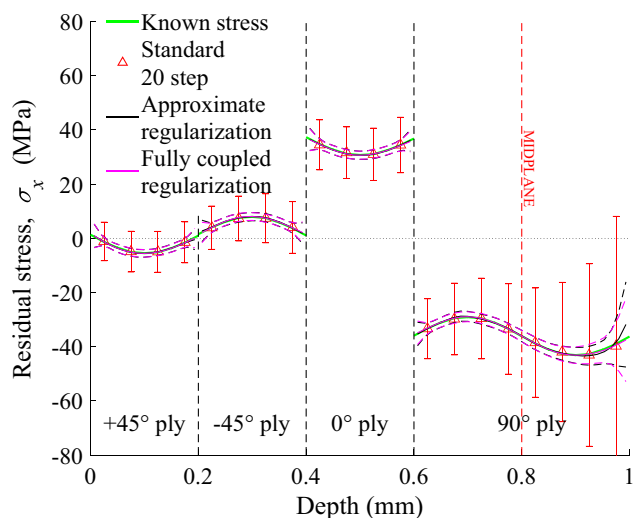 Known stress
Standard
20 step
Approximate
regularization
Fully coupled
regularization
Residual stress, σx (MPa)
80
60
40
20
0
-20
-40
-60
-80
MIDPLANE
+45° ply
-45° ply
0° ply
90° ply
0
0.2
0.4
0.6
0.8
1
Depth (mm)